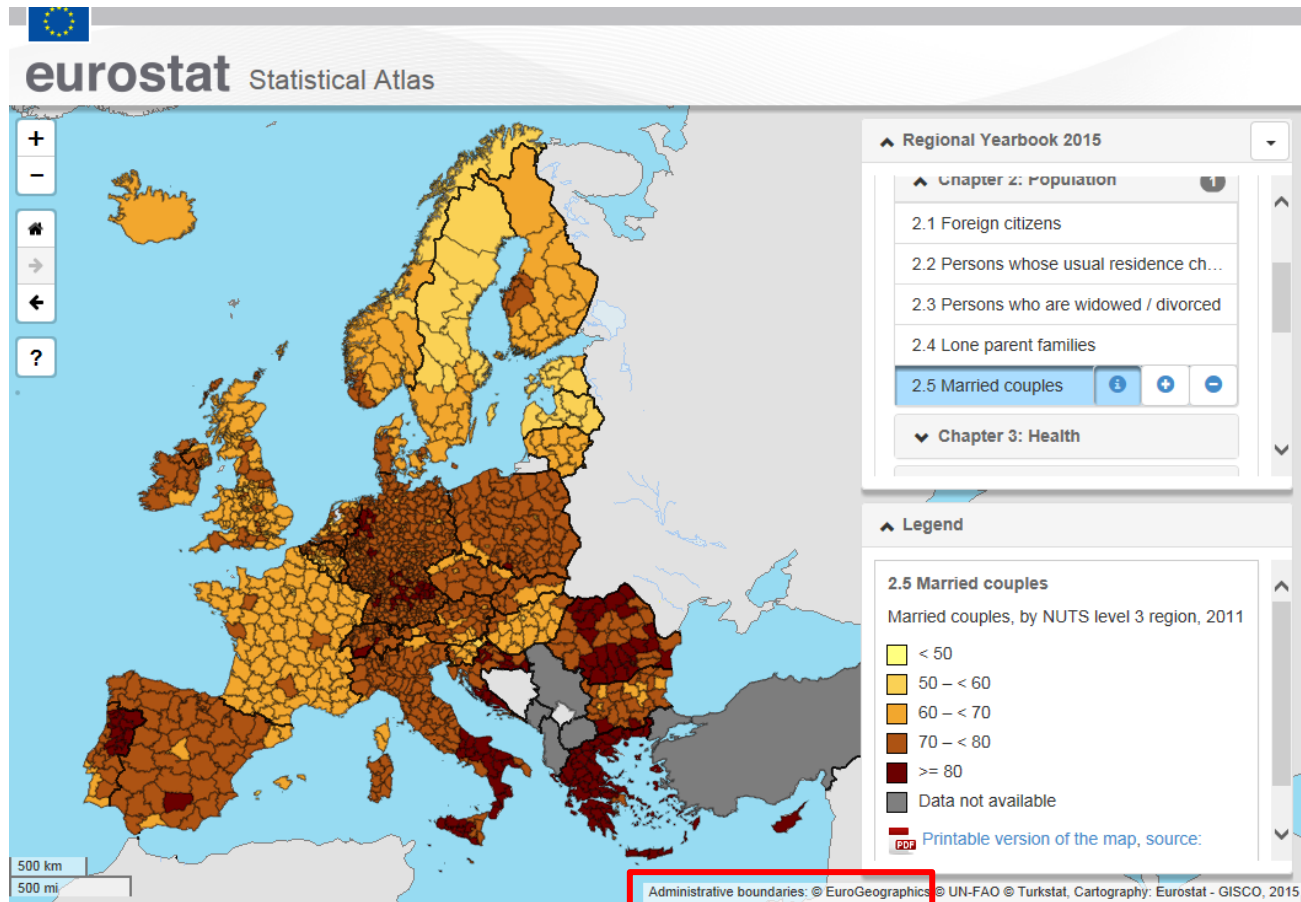 eurostat Statistical Atlas
+
−
?
Regional Yearbook 2015
Chapter 2: Population 1
2.1 Foreign citizens
2.2 Persons whose usual residence ch...
2.3 Persons who are widowed / divorced
2.4 Lone parent families
2.5 Married couples
Chapter 3: Health
Legend
2.5 Married couples
Married couples, by NUTS level 3 region, 2011
< 50
50 – < 60
60 – < 70
70 – < 80
>= 80
Data not available
PDF Printable version of the map, source:
500 km
500 mi
Administrative boundaries: © EuroGeographics © UN-FAO © Turkstat, Cartography: Eurostat - GISCO, 2015